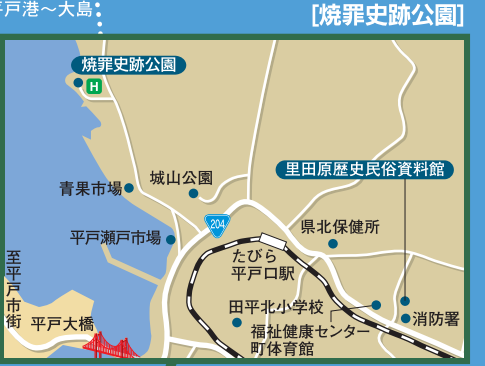 平戸港～大島
[焼罪史跡公園]
焼罪史跡公園
H
城山公園
里田原歴史民俗資料館
青果市場
204
県北保健所
平戸瀬戸市場
たびら
平戸口駅
至平戸市街
田平北小学校
平戸大橋
消防署
福祉健康センター
町体育館